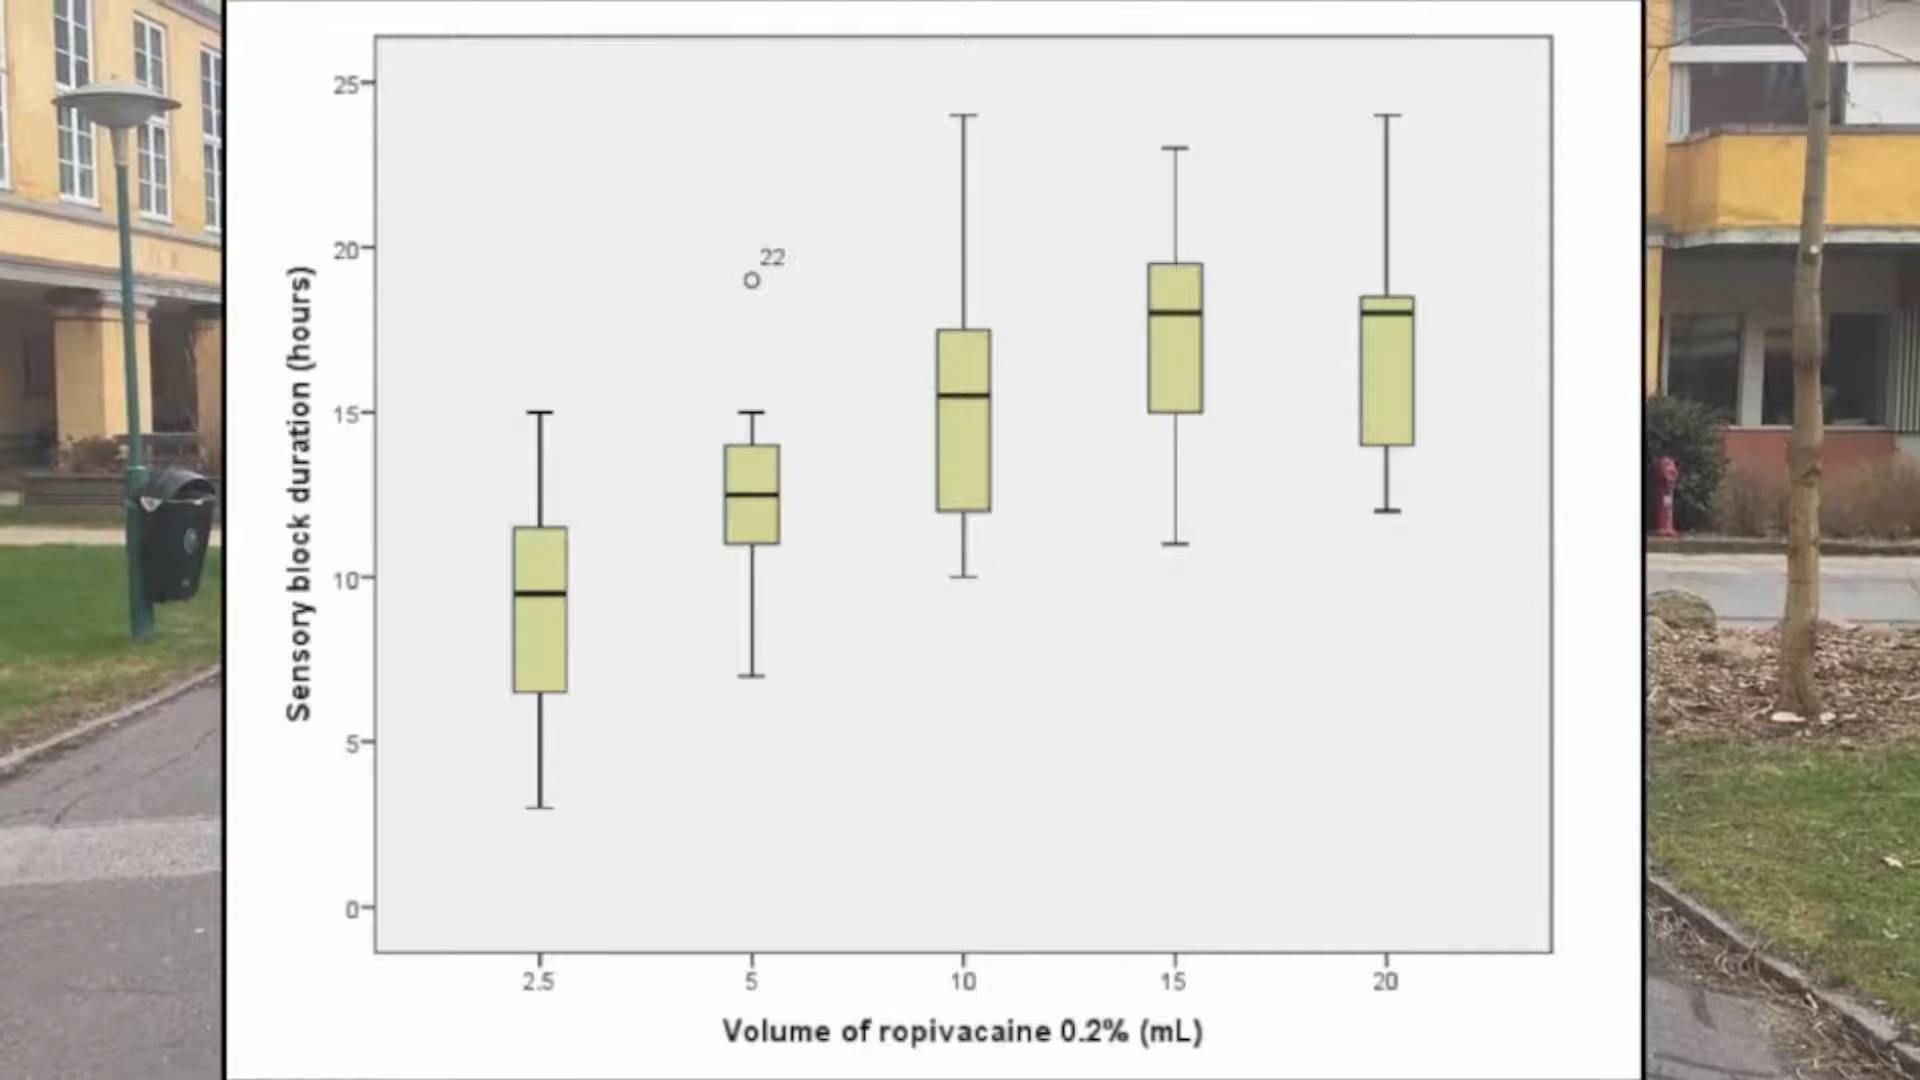 25
20
15
10
5
0
22
Sensory block duration (hours)
2.5 5 10 15 20
Volume of ropivacaine 0.2% (mL)